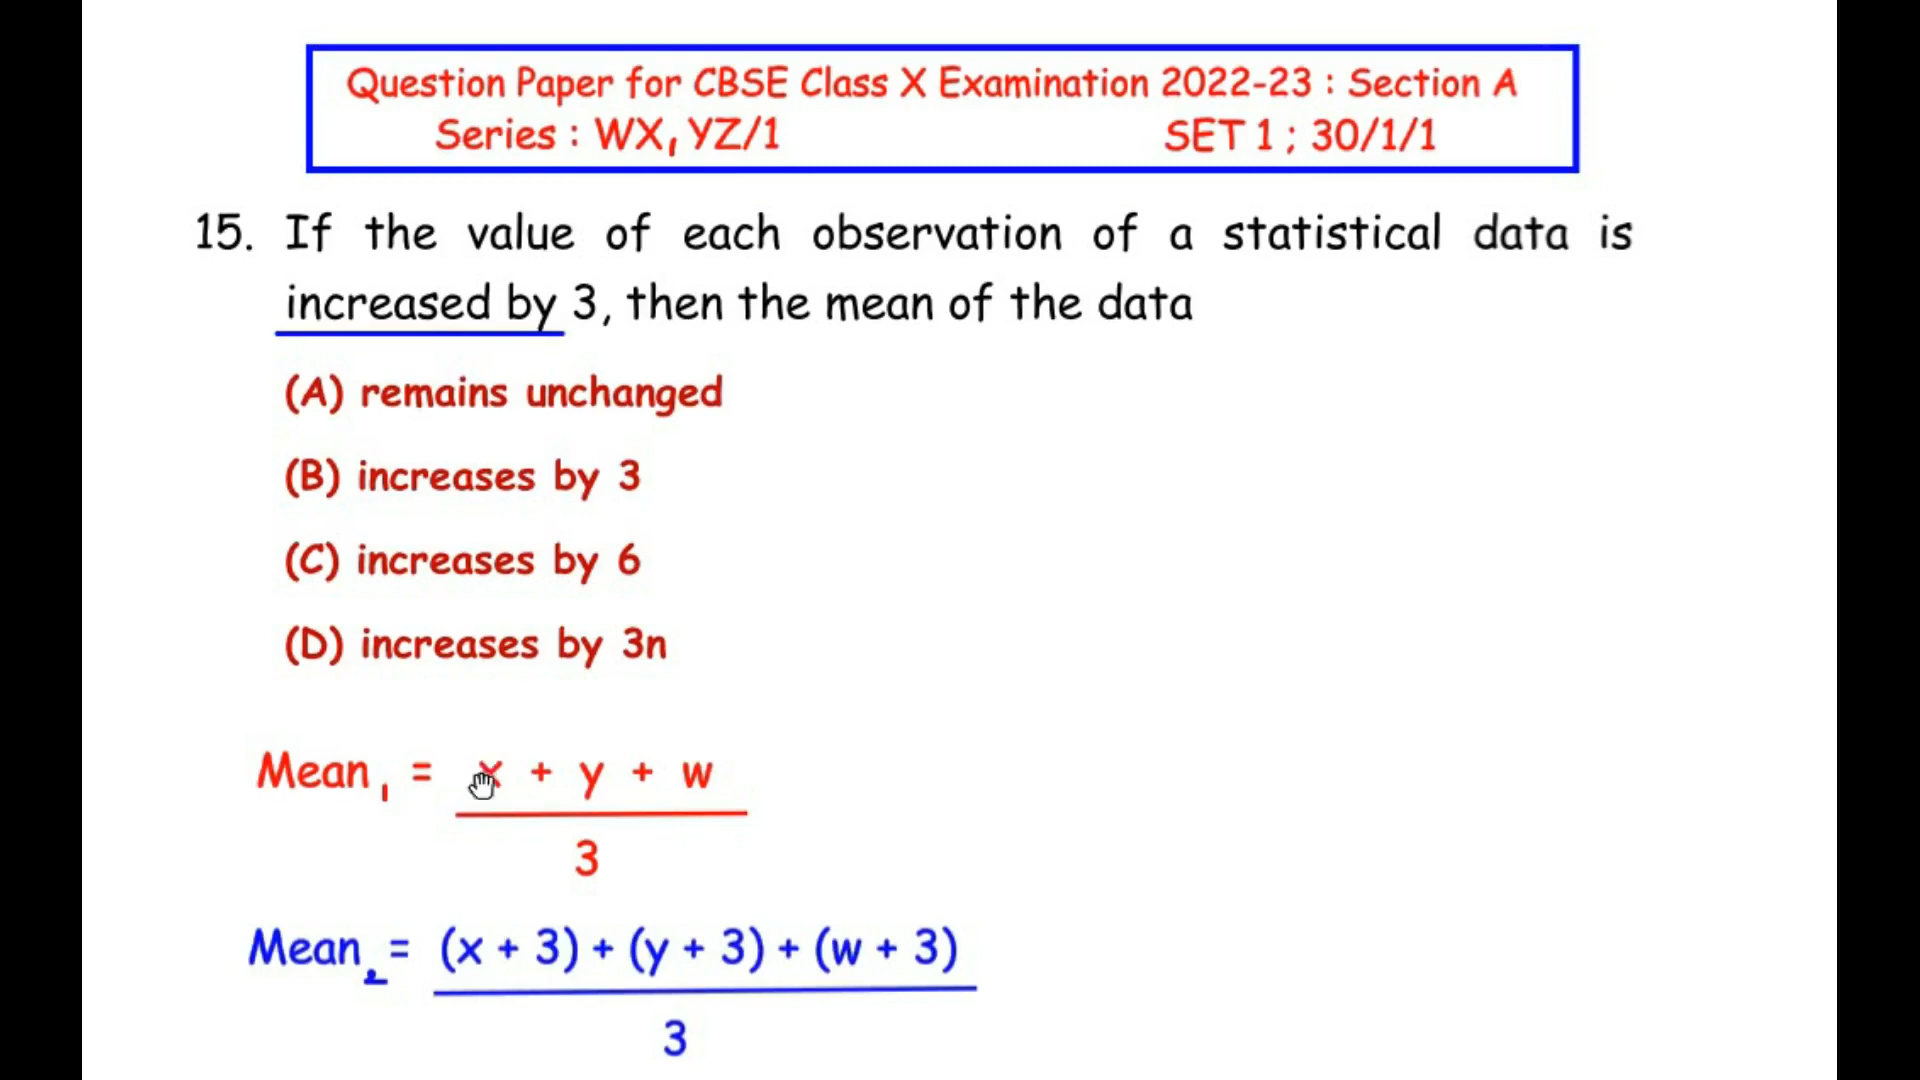 Question Paper for CBSE Class X Examination 2022-23 : Section A
Series : WX1YZ/1 SET 1 ; 30/1/1
15. If the value of each observation of a statistical data is
increased by 3, then the mean of the data
(A) remains unchanged
(B) increases by 3
(C) increases by 6
(D) increases by 3n
Mean1 = x + y + w
3
Mean2 = (x + 3) + (y + 3) + (w + 3)
3